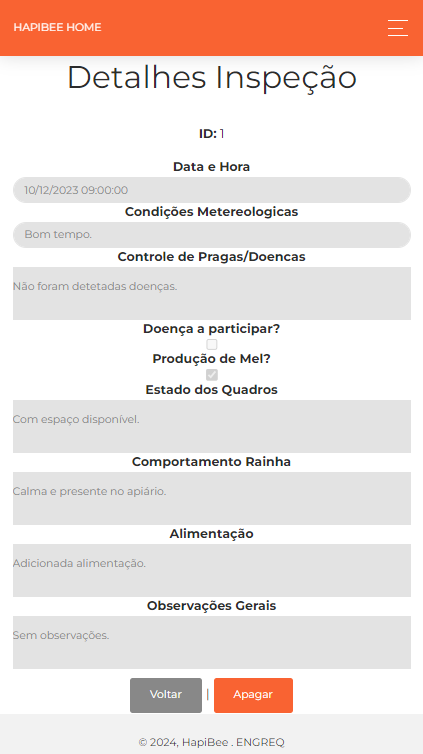 HAPIBEE HOME
Detalhes Inspeção
ID: 1
Data e Hora
10/12/2023 09:00:00
Condições Metereologicas
Bom tempo.
Controle de Pragas/Doencas
Não foram detetadas doenças.
Doença a participar?
Produção de Mel?
Estado dos Quadros
Com espaço disponível.
Comportamento Rainha
Calma e presente no apiário.
Alimentação
Adicionada alimentação.
Observações Gerais
Sem observações.
Voltar | Apagar
© 2024, HapiBee . ENGREQ